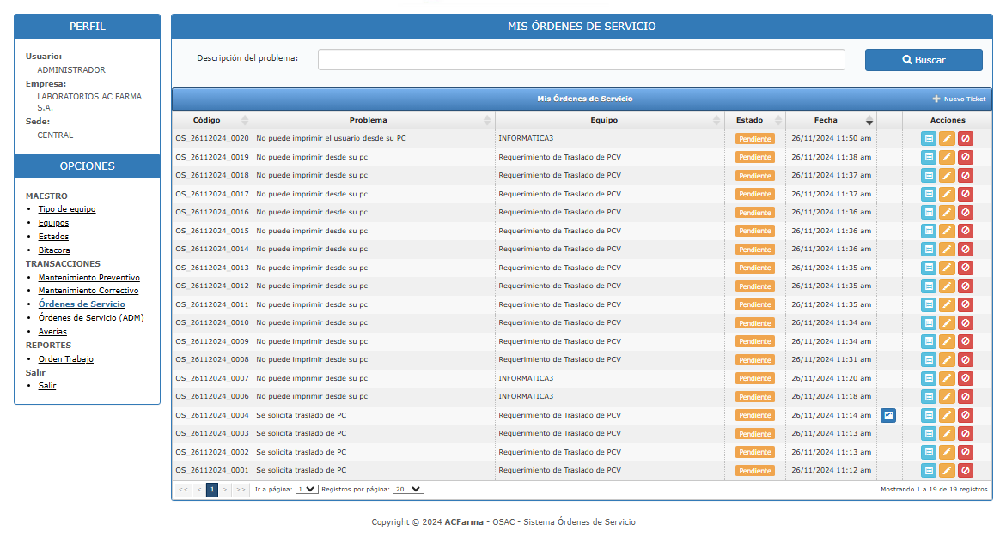 PERFIL
Usuario:
ADMINISTRADOR
Empresa:
LABORATORIOS AC FARMA
S.A.
Sede:
CENTRAL
OPCIONES
MAESTRO
Tipo de equipo
Equipos
Estados
Bitacora
TRANSACCIONES
Mantenimiento Preventivo
Mantenimiento Correctivo
Órdenes de Servicio
Órdenes de Servicio (ADM)
Averías
REPORTES
Orden Trabajo
Salir
Salir
MIS ÓRDENES DE SERVICIO
Descripción del problema: Buscar
Mis Órdenes de Servicio Nuevo Ticket
Código Problema Equipo Estado Fecha Acciones
OS_26112024_0020 No puede imprimir el usuario desde su PC INFORMATICA3 Pendiente 26/11/2024 11:50 am
OS_26112024_0019 No puede imprimir desde su pc Requerimiento de Traslado de PCV Pendiente 26/11/2024 11:38 am
OS_26112024_0018 No puede imprimir desde su pc Requerimiento de Traslado de PCV Pendiente 26/11/2024 11:37 am
OS_26112024_0017 No puede imprimir desde su pc Requerimiento de Traslado de PCV Pendiente 26/11/2024 11:37 am
OS_26112024_0016 No puede imprimir desde su pc Requerimiento de Traslado de PCV Pendiente 26/11/2024 11:36 am
OS_26112024_0015 No puede imprimir desde su pc Requerimiento de Traslado de PCV Pendiente 26/11/2024 11:36 am
OS_26112024_0014 No puede imprimir desde su pc Requerimiento de Traslado de PCV Pendiente 26/11/2024 11:36 am
OS_26112024_0013 No puede imprimir desde su pc Requerimiento de Traslado de PCV Pendiente 26/11/2024 11:35 am
OS_26112024_0012 No puede imprimir desde su pc Requerimiento de Traslado de PCV Pendiente 26/11/2024 11:35 am
OS_26112024_0011 No puede imprimir desde su pc Requerimiento de Traslado de PCV Pendiente 26/11/2024 11:35 am
OS_26112024_0010 No puede imprimir desde su pc Requerimiento de Traslado de PCV Pendiente 26/11/2024 11:34 am
OS_26112024_0009 No puede imprimir desde su pc Requerimiento de Traslado de PCV Pendiente 26/11/2024 11:34 am
OS_26112024_0008 No puede imprimir desde su pc Requerimiento de Traslado de PCV Pendiente 26/11/2024 11:31 am
OS_26112024_0007 No puede imprimir desde su pc INFORMATICA3 Pendiente 26/11/2024 11:20 am
OS_26112024_0006 No puede imprimir desde su pc INFORMATICA3 Pendiente 26/11/2024 11:18 am
OS_26112024_0004 Se solicita traslado de PC Requerimiento de Traslado de PCV Pendiente 26/11/2024 11:14 am
OS_26112024_0003 Se solicita traslado de PC Requerimiento de Traslado de PCV Pendiente 26/11/2024 11:13 am
OS_26112024_0002 Se solicita traslado de PC Requerimiento de Traslado de PCV Pendiente 26/11/2024 11:13 am
OS_26112024_0001 Se solicita traslado de PC Requerimiento de Traslado de PCV Pendiente 26/11/2024 11:12 am
<< < 1 > >> Ir a página: 1 Registros por página: 20 Mostrando 1 a 19 de 19 registros
Copyright © 2024 ACFarma - OSAC - Sistema Órdenes de Servicio